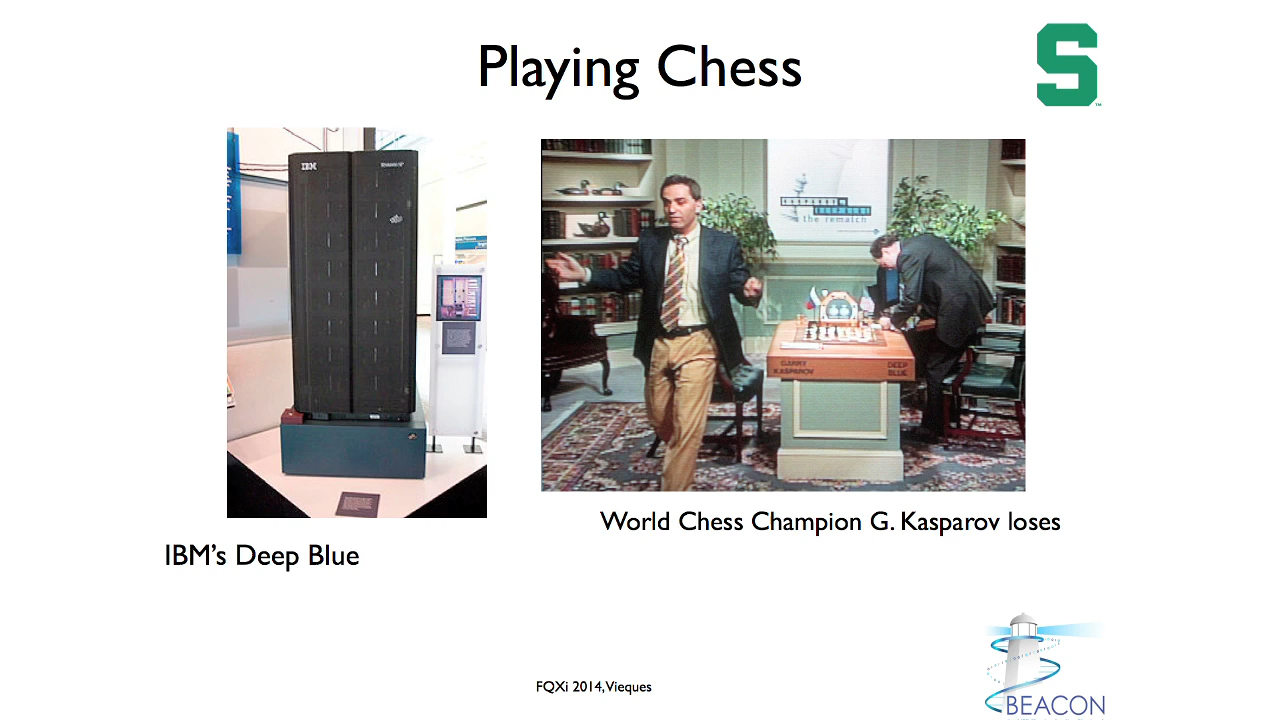 Playing Chess
S
IBM
KASPAROV
the rematch
GARRY
KASPAROV
DEEP
BLUE
World Chess Champion G. Kasparov loses
IBM’s Deep Blue
FQXi 2014, Vieques
BEACON